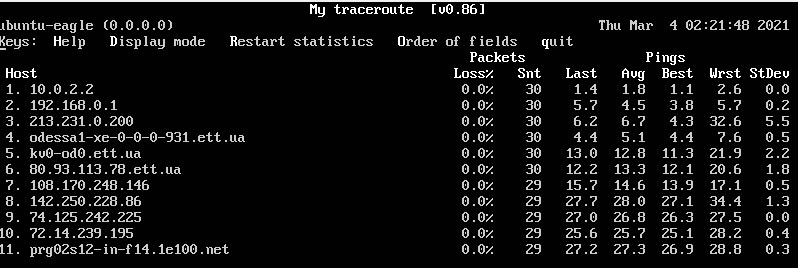 My traceroute [v0.86]
ubuntu-eagle (0.0.0.0) Thu Mar 4 02:21:48 2021
Keys: Help Display mode Restart statistics Order of fields quit
Packets Pings
Host Loss% Snt Last Avg Best Wrst StDev
1. 10.0.2.2 0.0% 30 1.4 1.8 1.1 2.6 0.0
2. 192.168.0.1 0.0% 30 5.7 4.5 3.8 5.7 0.2
3. 213.231.0.200 0.0% 30 6.2 6.7 4.3 32.6 5.5
4. odessa1-xe-0-0-0-931.ett.ua 0.0% 30 4.4 5.1 4.4 7.6 0.5
5. kv0-od0.ett.ua 0.0% 30 13.0 12.8 11.3 21.9 2.2
6. 80.93.113.78.ett.ua 0.0% 30 12.2 13.3 12.1 20.6 1.8
7. 108.170.248.146 0.0% 29 15.7 14.6 13.9 17.1 0.5
8. 142.250.228.86 0.0% 29 27.7 28.0 27.1 34.4 1.3
9. 74.125.242.225 0.0% 29 27.0 26.8 26.3 27.5 0.0
10. 72.14.239.195 0.0% 29 25.6 25.7 25.1 28.2 0.4
11. prg02s12-in-f14.1e100.net 0.0% 29 27.2 27.3 26.9 28.8 0.3